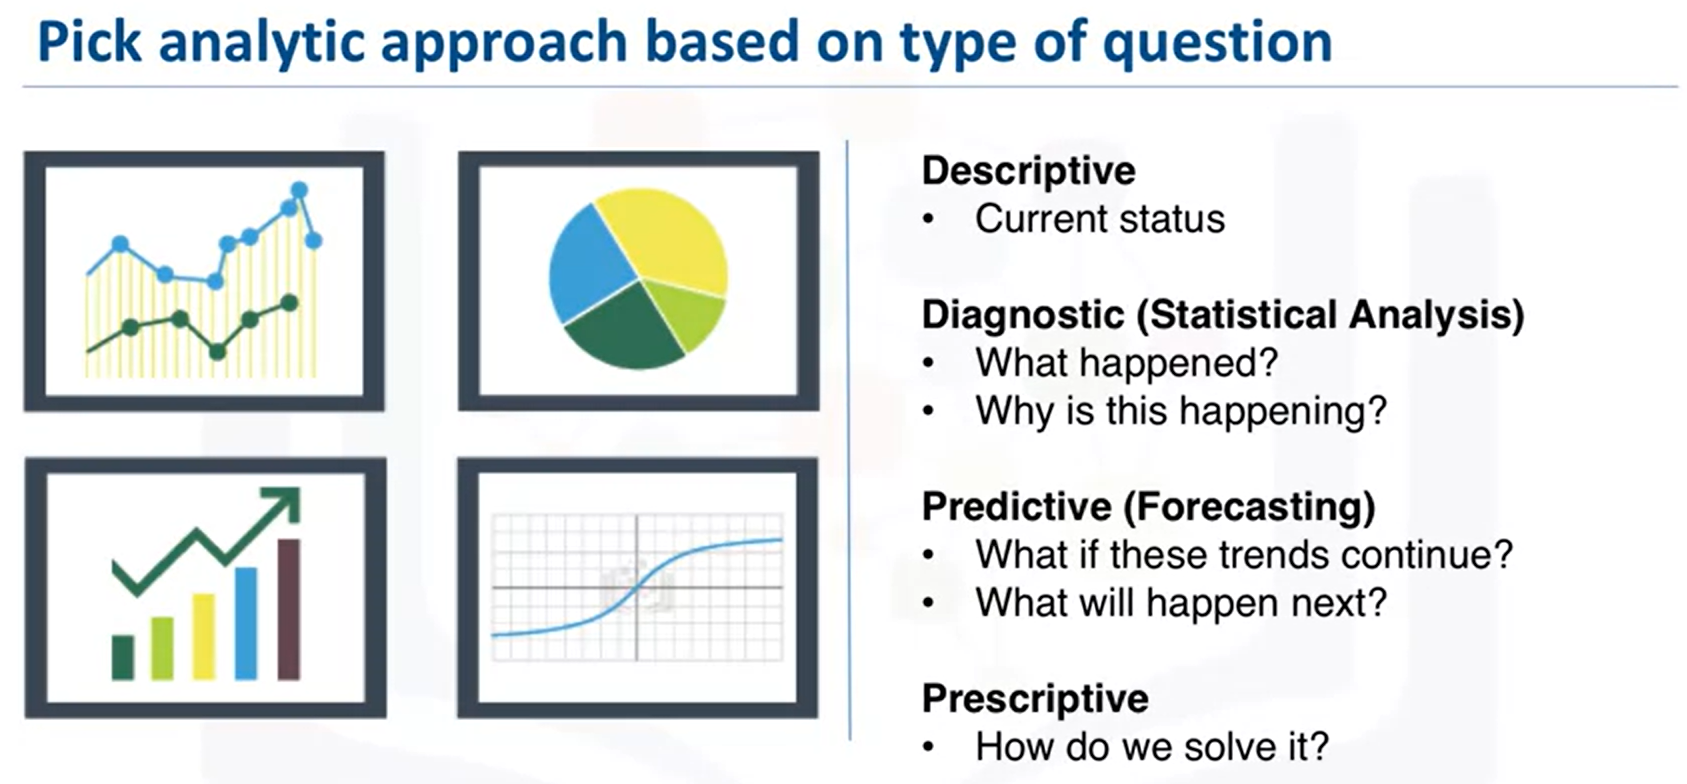 Pick analytic approach based on type of question
Descriptive
• Current status
Diagnostic (Statistical Analysis)
• What happened?
• Why is this happening?
Predictive (Forecasting)
• What if these trends continue?
• What will happen next?
Prescriptive
• How do we solve it?